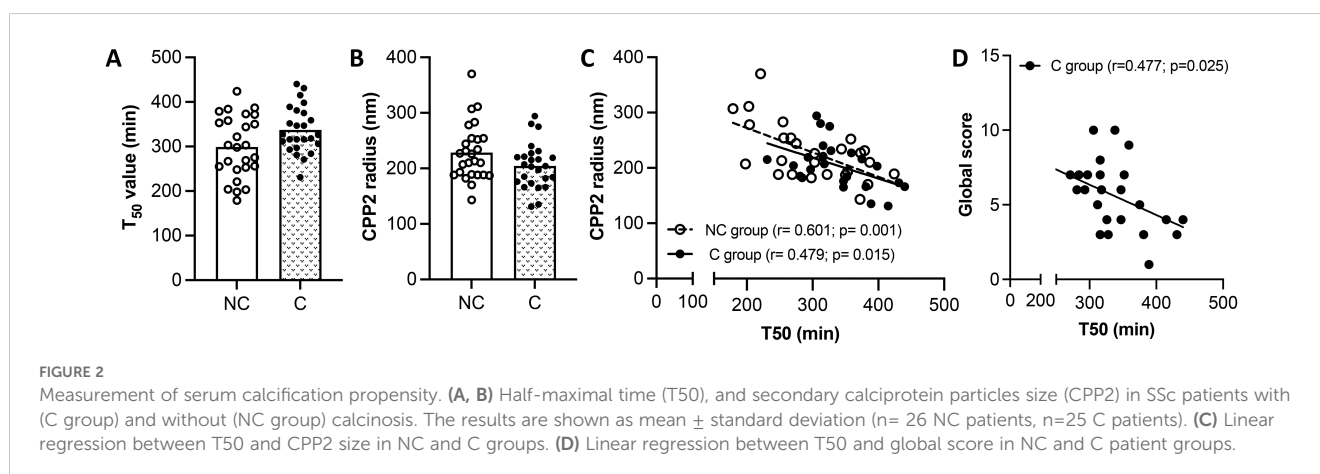 A
500
400
300
200
100
0
T50 value (min)
NC
C
B
400
300
200
100
0
CPP2 radius (nm)
NC
C
C
400
300
200
100
0
CPP2 radius (nm)
NC group (r= 0.601; p= 0.001)
C group (r= 0.479; p= 0.015)
0 100 200 300 400 500
T50 (min)
D
15
10
5
0
Global score
C group (r=0.477; p=0.025)
0 200 300 400 500
T50 (min)
FIGURE 2
Measurement of serum calcification propensity. (A, B) Half-maximal time (T50), and secondary calciprotein particles size (CPP2) in SSc patients with
(C group) and without (NC group) calcinosis. The results are shown as mean ± standard deviation (n= 26 NC patients, n=25 C patients). (C) Linear
regression between T50 and CPP2 size in NC and C groups. (D) Linear regression between T50 and global score in NC and C patient groups.